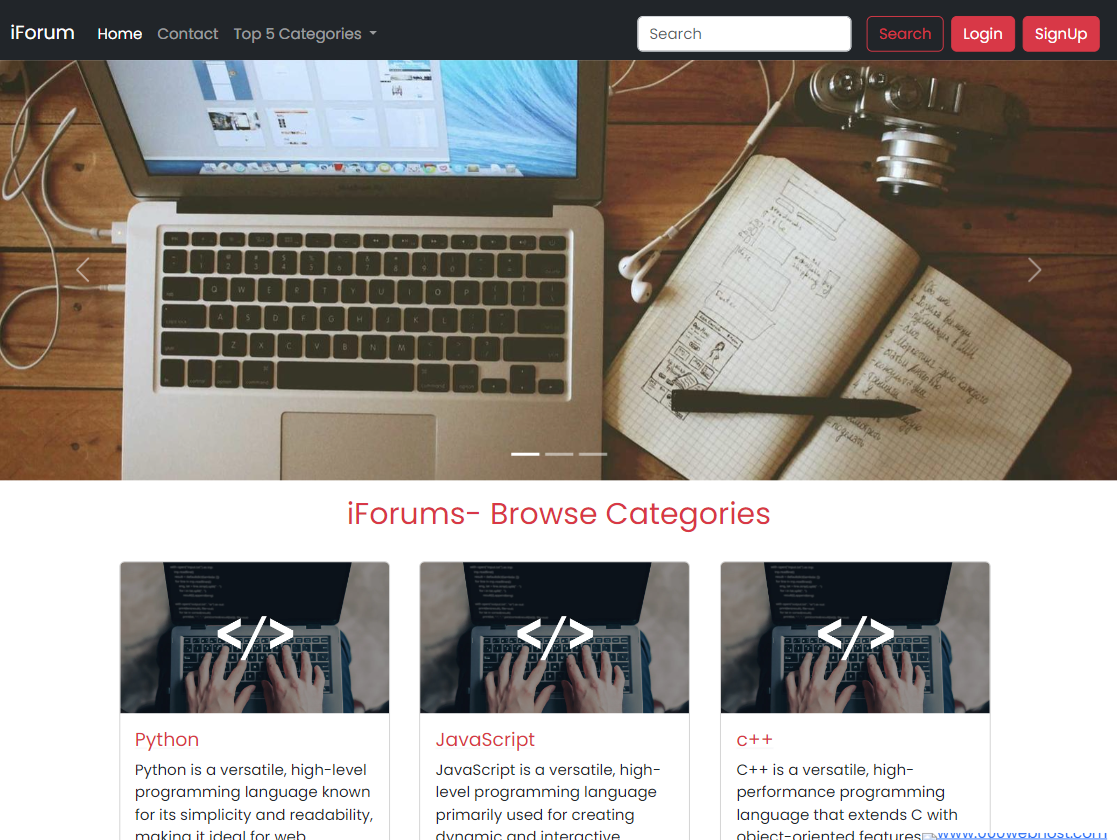 iForum
Home
Contact
Top 5 Categories
Search
Search
Login
SignUp
iForums- Browse Categories
</>
</>
</>
Python
Python is a versatile, high-level
programming language known
for its simplicity and readability,
making it ideal for web
JavaScript
JavaScript is a versatile, high-
level programming language
primarily used for creating
dynamic and interactive
c++
C++ is a versatile, high-
performance programming
language that extends C with
object-oriented features
www.000webhost.com